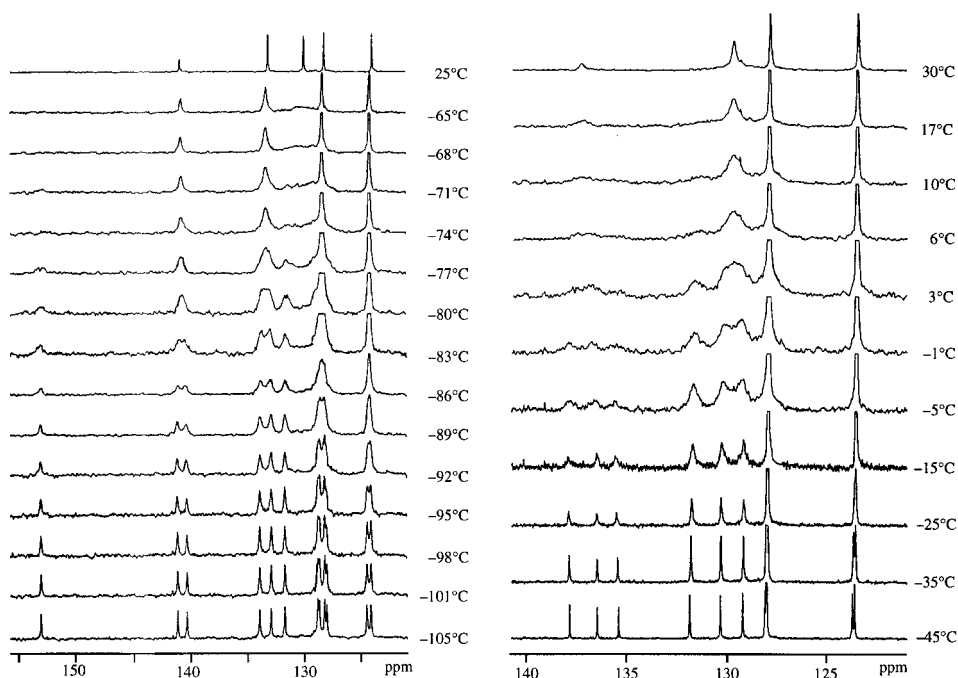 25°C
−65°C
−68°C
−71°C
−74°C
−77°C
−80°C
−83°C
−86°C
−89°C
−92°C
−95°C
−98°C
−101°C
−105°C
150 140 130 ppm
30°C
17°C
10°C
6°C
3°C
−1°C
−5°C
−15°C
−25°C
−35°C
−45°C
140 135 130 125 ppm